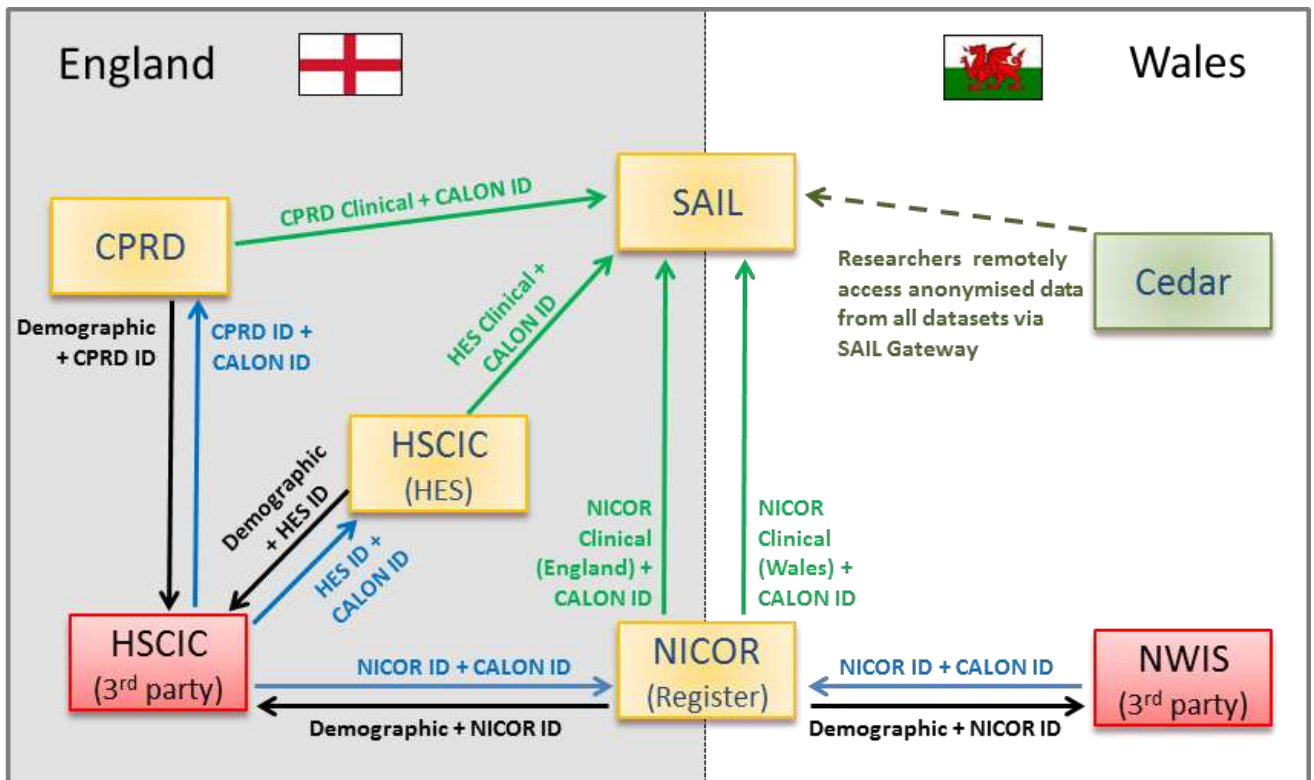 England
Wales
SAIL
CPRD Clinical + CALON ID
CPRD
Cedar
Researchers remotely
access anonymised data
from all datasets via
SAIL Gateway
HES Clinical +
CALON ID
Demographic
+ CPRD ID
CPRD ID +
CALON ID
HSCIC
(HES)
Demographic
+ HES ID
HES ID +
CALON ID
NICOR
Clinical
(England) +
CALON ID
NICOR
Clinical
(Wales) +
CALON ID
HSCIC
(3rd party)
NICOR ID + CALON ID
Demographic + NICOR ID
NICOR
(Register)
NICOR ID + CALON ID
Demographic + NICOR ID
NWIS
(3rd party)